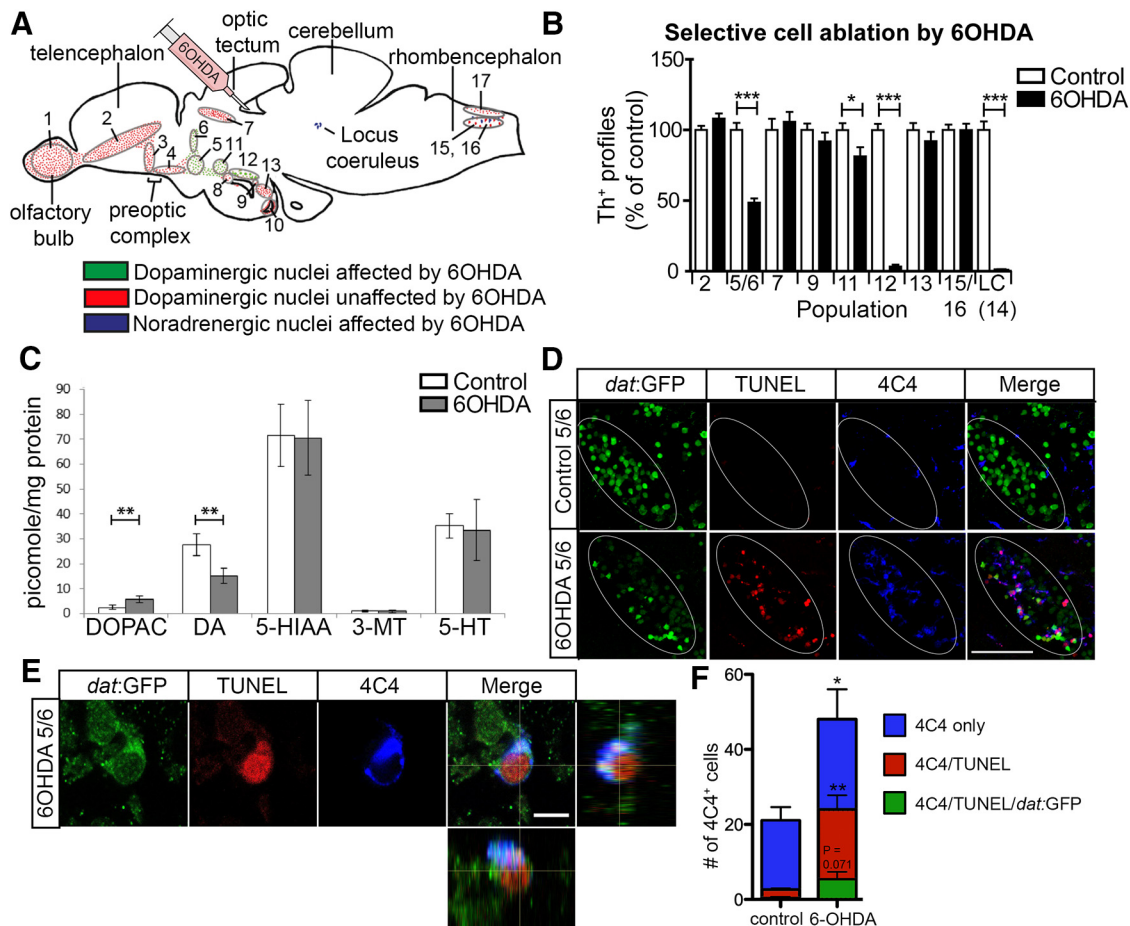 A
telencephalon
optic
tectum
cerebellum
rhombencephalon
6OHDA
1
2
3
4
5
6
7
8
9
10
11
12
13
15,
16
17
Locus
coeruleus
olfactory
bulb
preoptic
complex
Dopaminergic nuclei affected by 6OHDA
Dopaminergic nuclei unaffected by 6OHDA
Noradrenergic nuclei affected by 6OHDA
B
Selective cell ablation by 6OHDA
Control
6OHDA
Th+ profiles
(% of control)
150
100
50
0
***
*
***
***
2 5/6 7 9 11 12 13 15/ LC
16 (14)
Population
C
Control
6OHDA
picomole/mg protein
90
80
70
60
50
40
30
20
10
0
**
**
DOPAC DA 5-HIAA 3-MT 5-HT
D
dat:GFP TUNEL 4C4 Merge
Control 5/6
6OHDA 5/6
E
dat:GFP TUNEL 4C4 Merge
6OHDA 5/6
F
# of 4C4+ cells
60
40
20
0
*
**
P =
0.071
control 6-OHDA
4C4 only
4C4/TUNEL
4C4/TUNEL/dat:GFP